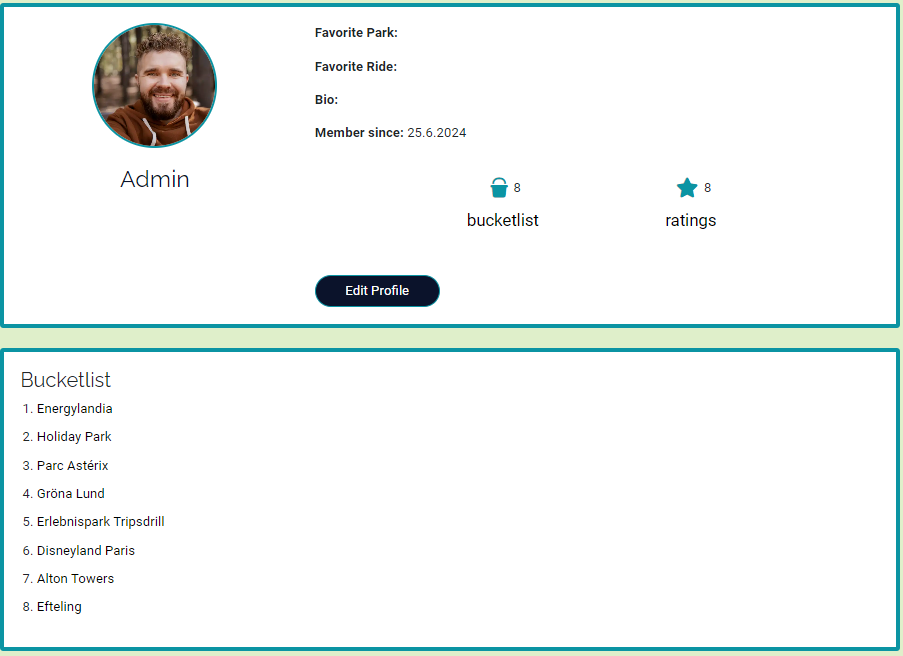 Favorite Park:
Favorite Ride:
Bio:
Member since: 25.6.2024
Admin
8
bucketlist
8
ratings
Edit Profile
Bucketlist
1. Energylandia
2. Holiday Park
3. Parc Astérix
4. Gröna Lund
5. Erlebnispark Tripsdrill
6. Disneyland Paris
7. Alton Towers
8. Efteling